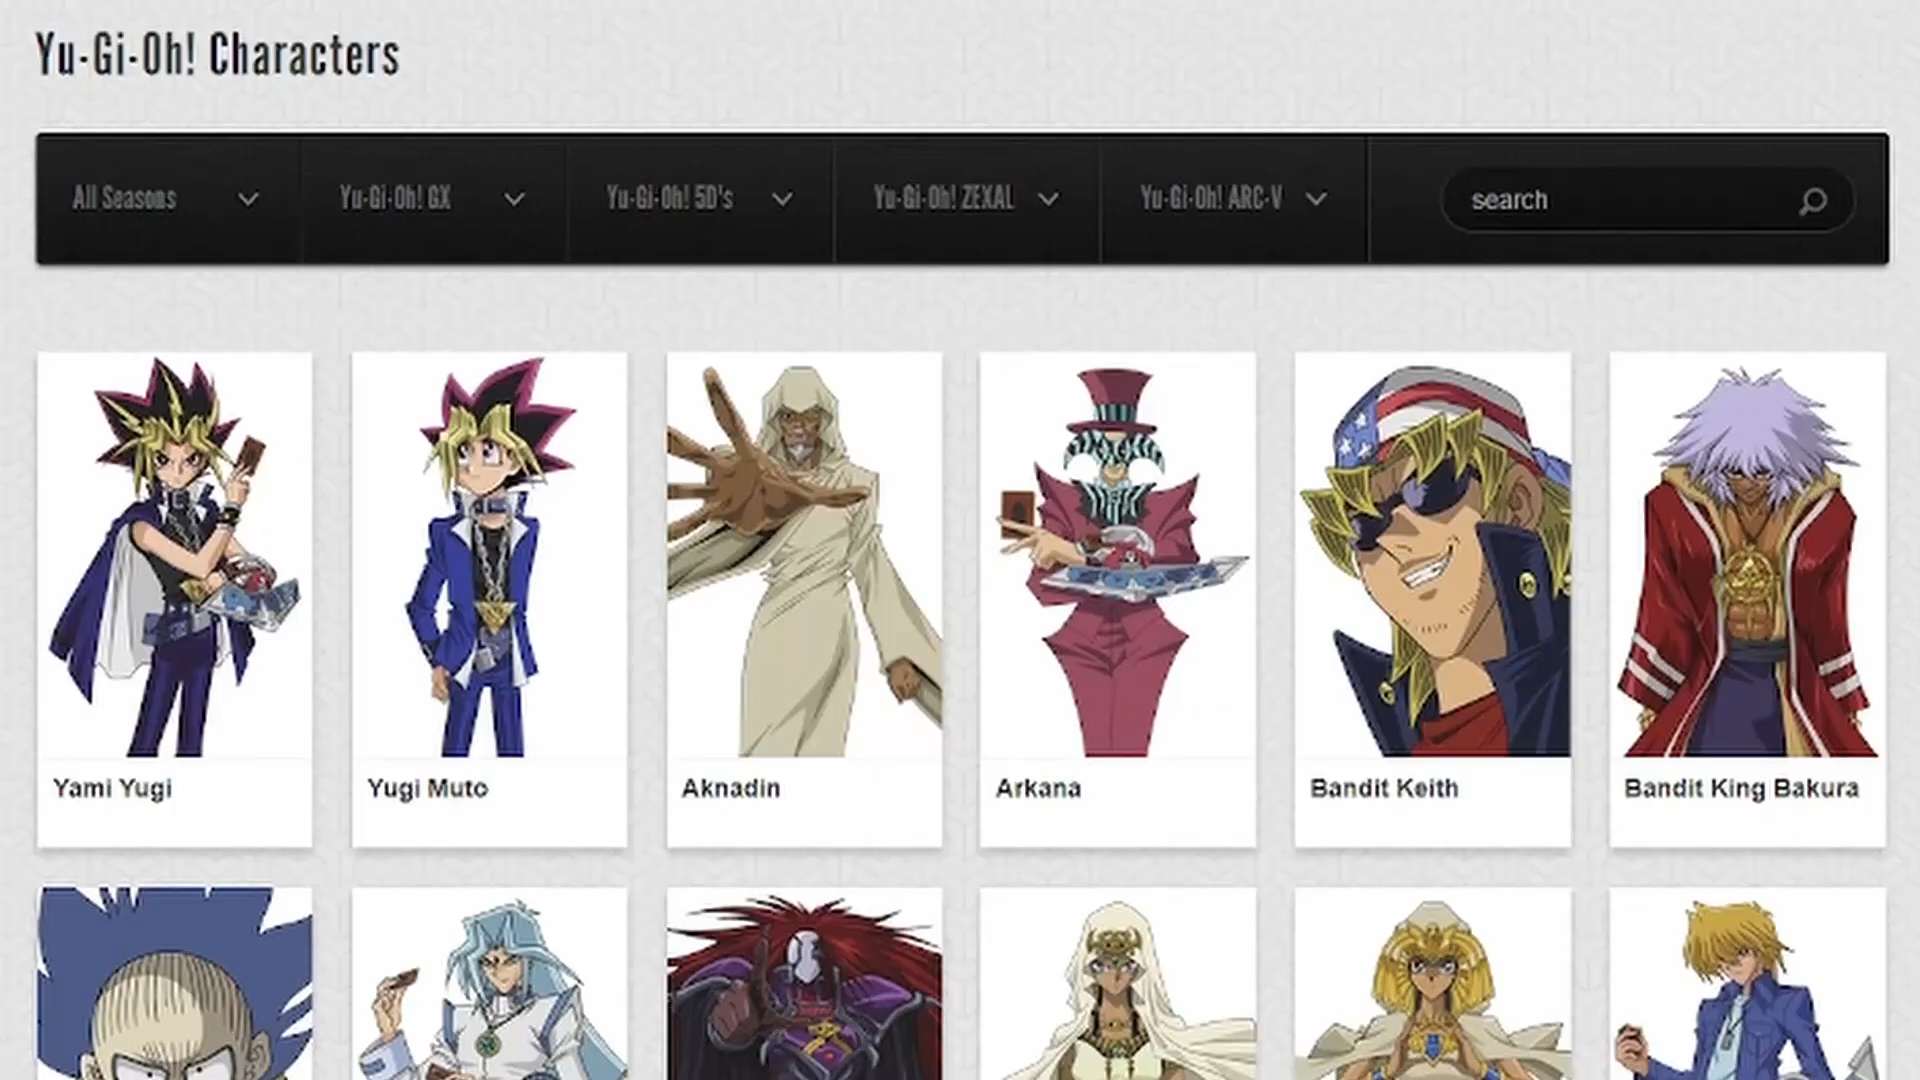 Yu-Gi-Oh! Characters
All Seasons
Yu-Gi-Oh! GX
Yu-Gi-Oh! 5D's
Yu-Gi-Oh! ZEXAL
Yu-Gi-Oh! ARC-V
search
Yami Yugi
Yugi Muto
Aknadin
Arkana
Bandit Keith
Bandit King Bakura